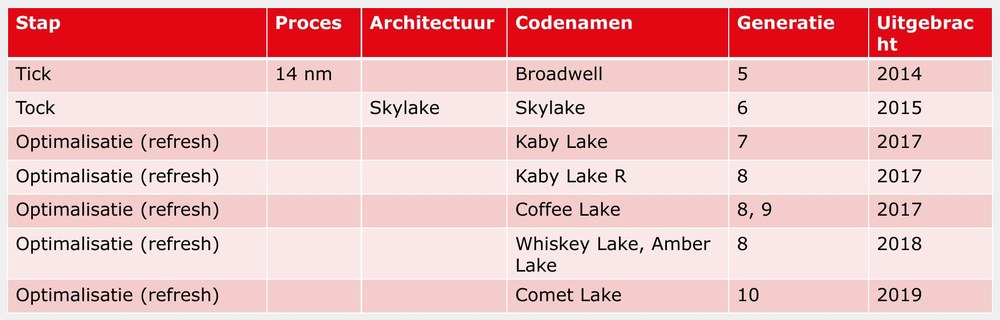 Stap Proces Architectuur Codenamen Generatie Uitgebrac
ht
Tick 14 nm Broadwell 5 2014
Tock Skylake Skylake 6 2015
Optimalisatie (refresh) Kaby Lake 7 2017
Optimalisatie (refresh) Kaby Lake R 8 2017
Optimalisatie (refresh) Coffee Lake 8, 9 2017
Optimalisatie (refresh) Whiskey Lake, Amber 8 2018
Lake
Optimalisatie (refresh) Comet Lake 10 2019